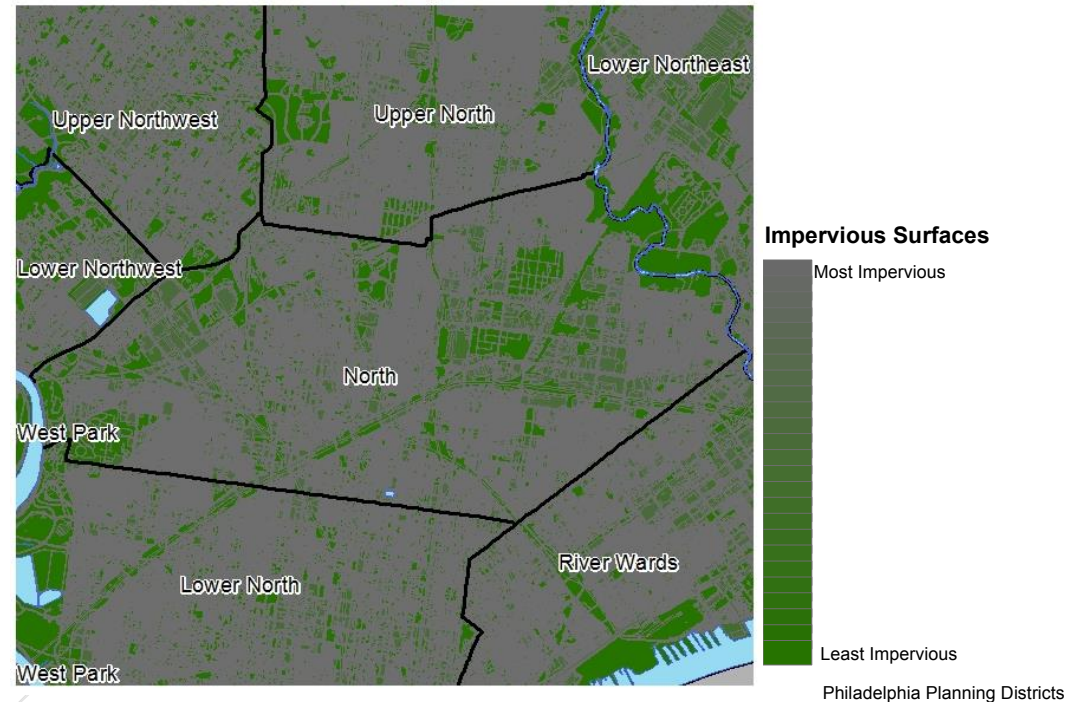 Lower Northeast
Upper North
Upper Northwest
Lower Northwest
North
West Park
River Wards
Lower North
West Park
Impervious Surfaces
Most Impervious
Least Impervious
Philadelphia Planning Districts